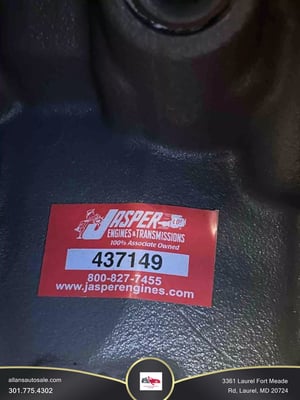 JASPER
ENGINES & TRANSMISSIONS
100% Associate Owned
437149
800-827-7455
www.jasperengines.com
allansautosale.com
301.775.4302
3361 Laurel Fort Meade
Rd, Laurel, MD 20724